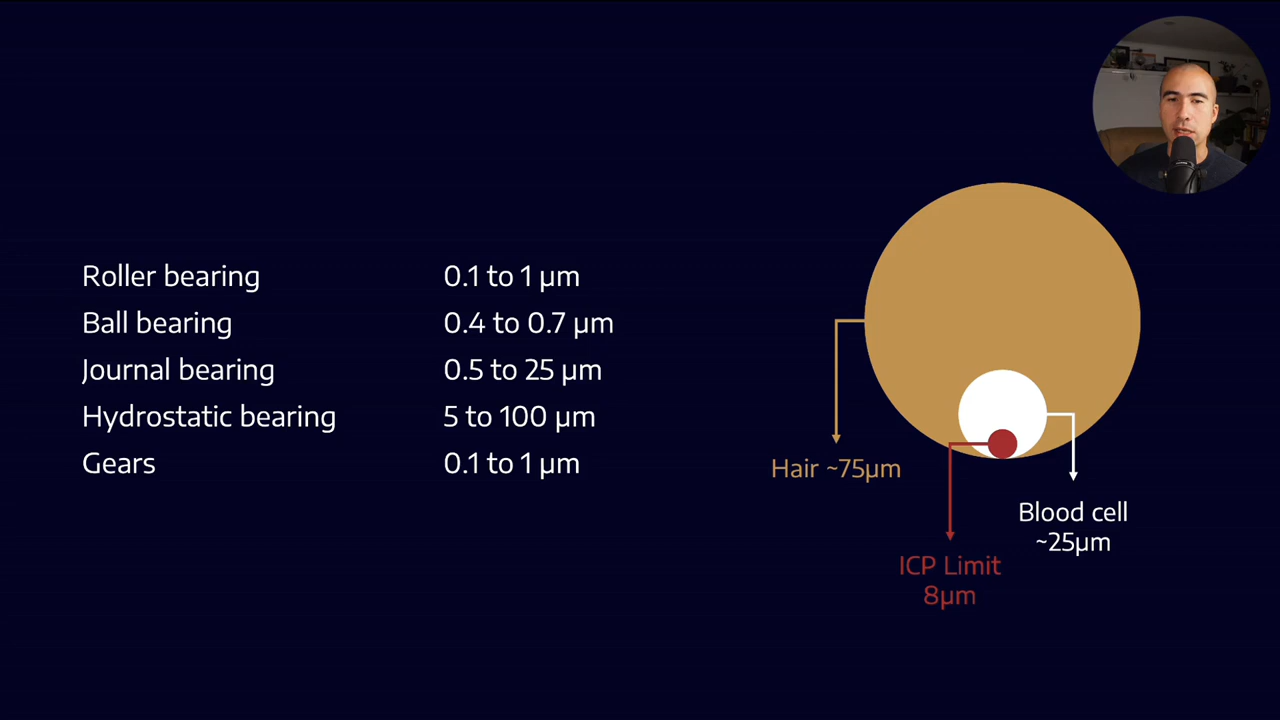 Roller bearing 0.1 to 1 µm
Ball bearing 0.4 to 0.7 µm
Journal bearing 0.5 to 25 µm
Hydrostatic bearing 5 to 100 µm
Gears 0.1 to 1 µm
Hair ~75µm
Blood cell
~25µm
ICP Limit
8µm